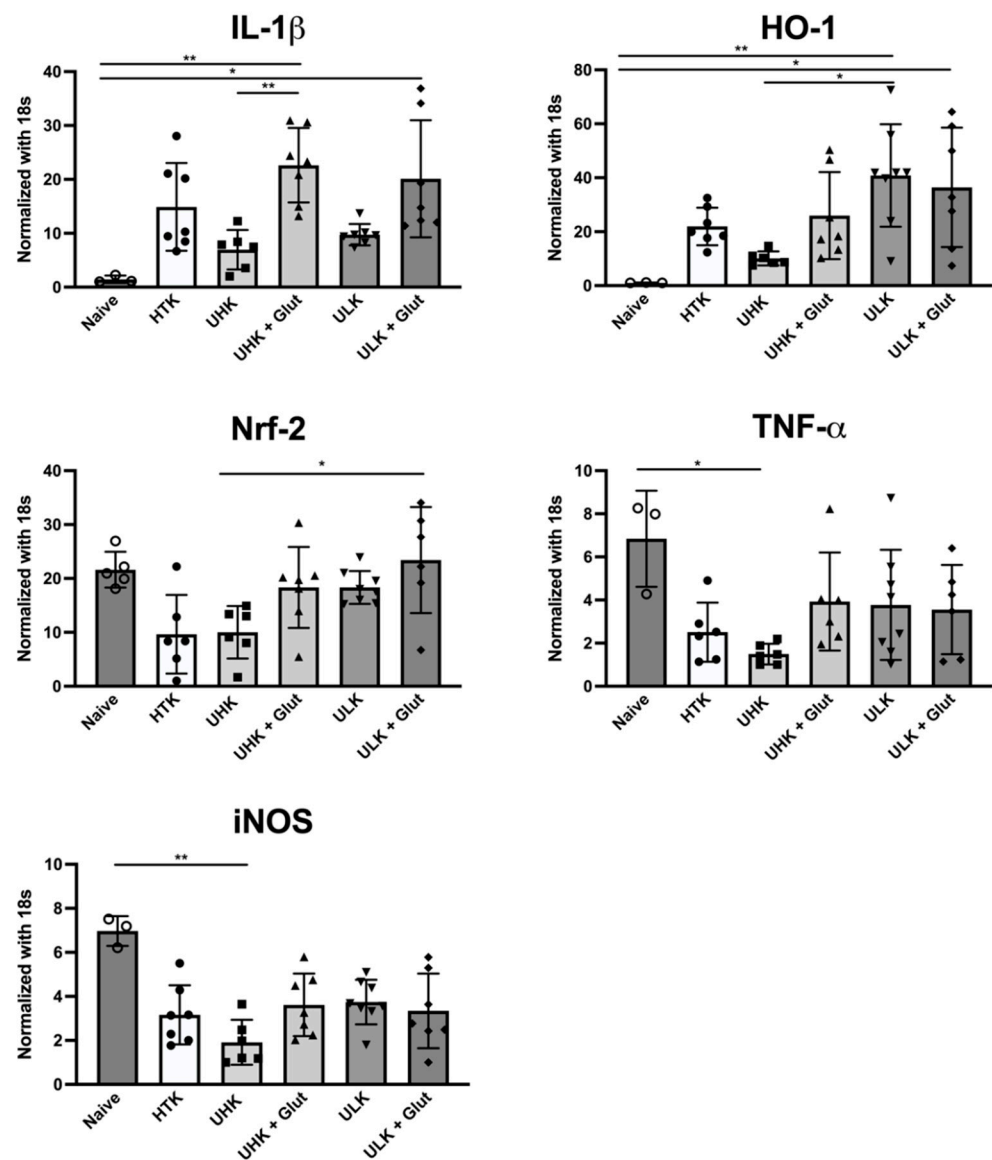 IL-1β
**
*
**
Normalized with 18s
40
30
20
10
0
Naive
HTK
UHK
UHK + Glut
ULK
ULK + Glut
HO-1
**
*
*
Normalized with 18s
80
60
40
20
0
Naive
HTK
UHK
UHK + Glut
ULK
ULK + Glut
Nrf-2
*
Normalized with 18s
40
30
20
10
0
Naive
HTK
UHK
UHK + Glut
ULK
ULK + Glut
TNF-α
*
Normalized with 18s
10
8
6
4
2
0
Naive
HTK
UHK
UHK + Glut
ULK
ULK + Glut
iNOS
**
Normalized with 18s
10
8
6
4
2
0
Naive
HTK
UHK
UHK + Glut
ULK
ULK + Glut